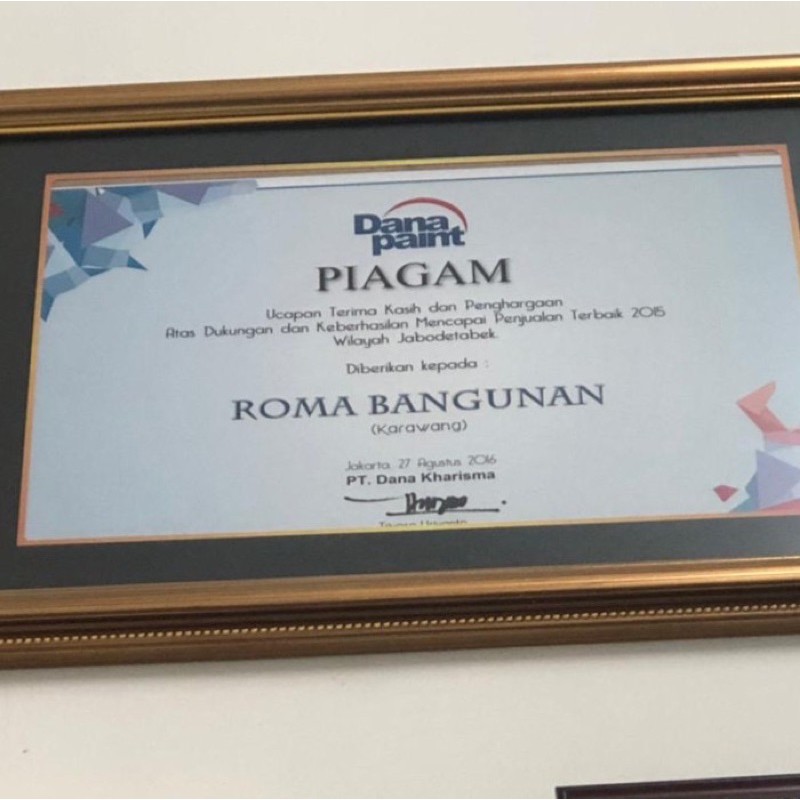 Dana
paint
PIAGAM
Ucapan Terima Kasih dan Penghargaan
Atas Dukungan dan Keberhasilan Mencapai Penjualan Terbaik 2015
Wilayah Jabodetabek.
Diberikan kepada :
ROMA BANGUNAN
(Karawang)
Jakarta, 27 Agustus 2016
PT. Dana Kharisma